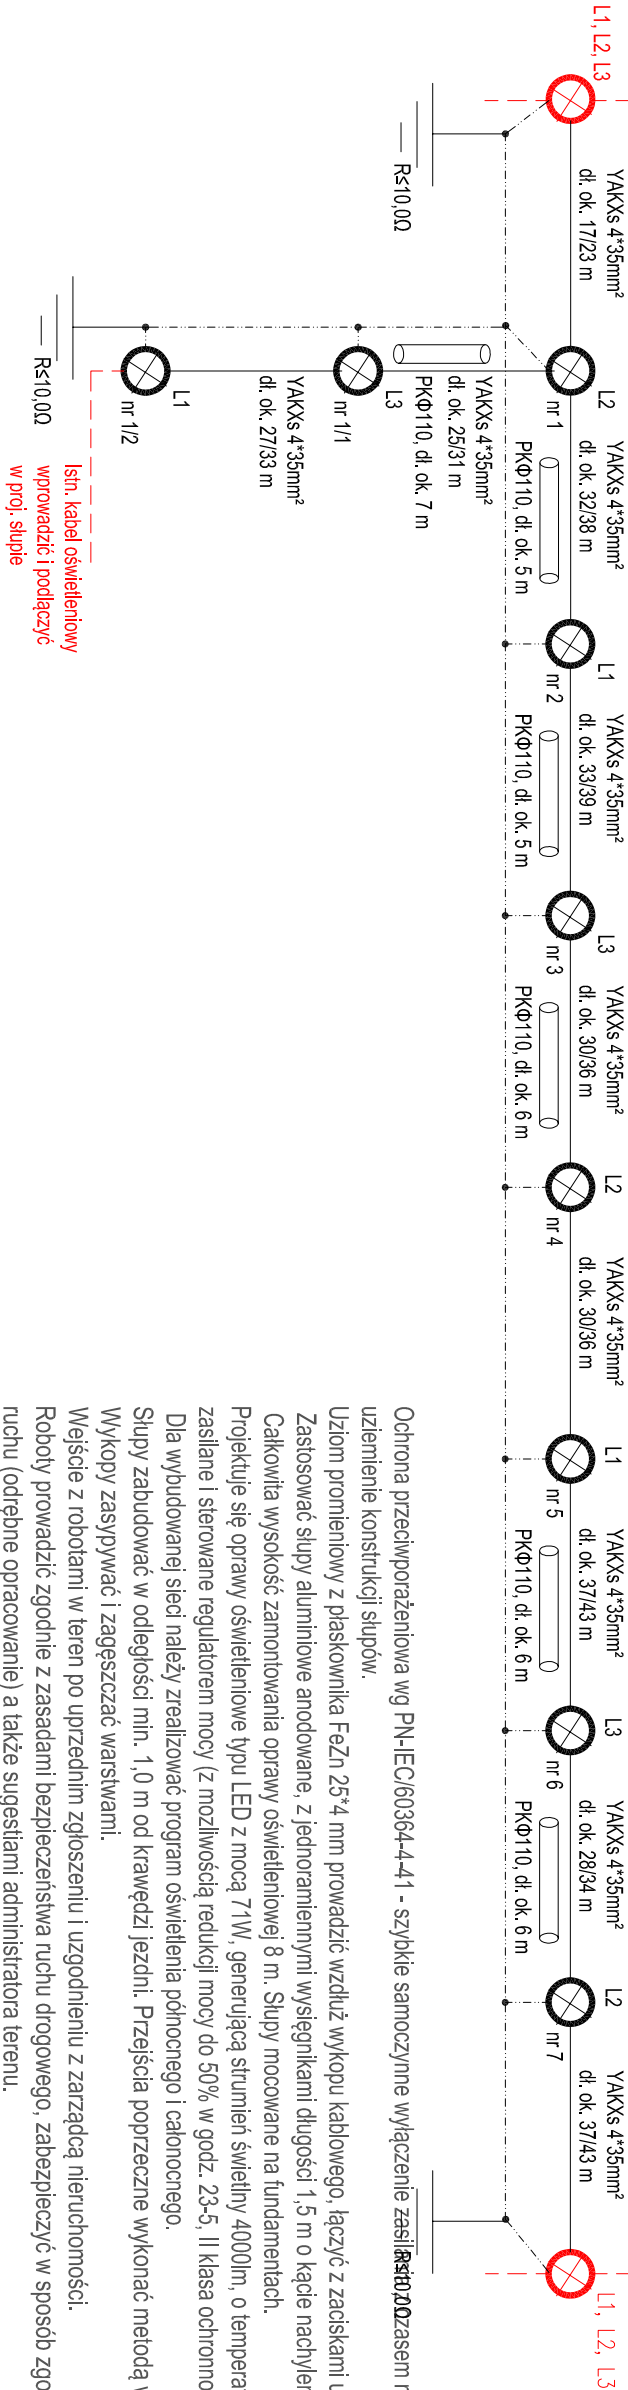 L1, L2, L3
YAKXs 4*35mm²
dł. ok. 17/23 m
R≤10,0Ω
L2
nr 1
YAKXs 4*35mm²
dł. ok. 25/31 m
PKΦ110, dł. ok. 7 m
L3
nr 1/1
YAKXs 4*35mm²
dł. ok. 27/33 m
L1
nr 1/2
R≤10,0Ω
Istn. kabel oświetleniowy
wprowadzić i podłączyć
w proj. słupie
YAKXs 4*35mm²
dł. ok. 32/38 m
PKΦ110, dł. ok. 5 m
L1
nr 2
YAKXs 4*35mm²
dł. ok. 33/39 m
PKΦ110, dł. ok. 5 m
L3
nr 3
YAKXs 4*35mm²
dł. ok. 30/36 m
PKΦ110, dł. ok. 6 m
L2
nr 4
YAKXs 4*35mm²
dł. ok. 30/36 m
L1
nr 5
YAKXs 4*35mm²
dł. ok. 37/43 m
PKΦ110, dł. ok. 6 m
L3
nr 6
YAKXs 4*35mm²
dł. ok. 28/34 m
PKΦ110, dł. ok. 6 m
L2
nr 7
YAKXs 4*35mm²
dł. ok. 37/43 m
L1, L2, L3
R≤10,0Ω
Ochrona przeciwporażeniowa wg PN-IEC/60364-4-41 - szybkie samoczynne wyłączenie zasilania z czasem
uziemienie konstrukcji słupów.
Uziom promieniowy z płaskownika FeZn 25*4 mm prowadzić wzdłuż wykopu kablowego, łączyć z zaciskami u
Zastosować słupy aluminiowe anodowane, z jednoramiennymi wysięgnikami długości 1,5 m o kącie nachyler
Całkowita wysokość zamontowania oprawy oświetleniowej 8 m. Słupy mocowane na fundamentach.
Projektuje się oprawy oświetleniowe typu LED z mocą 71W, generującą strumień świetlny 4000lm, o tempera
zasilane i sterowane regulatorem mocy (z możliwością redukcji mocy do 50% w godz. 23-5, II klasa ochronno
Dla wybudowanej sieci należy zrealizować program oświetlenia północnego i całonocnego.
Słupy zabudować w odległości min. 1,0 m od krawędzi jezdni. Przejścia poprzeczne wykonać metodą
Wykopy zasypywać i zagęszczać warstwami.
Wejście z robotami w teren po uprzednim zgłoszeniu i uzgodnieniu z zarządcą nieruchomości.
Roboty prowadzić zgodnie z zasadami bezpieczeństwa ruchu drogowego, zabezpieczyć w sposób zgo
ruchu (odrębne opracowanie) a także sugestiami administratora terenu.